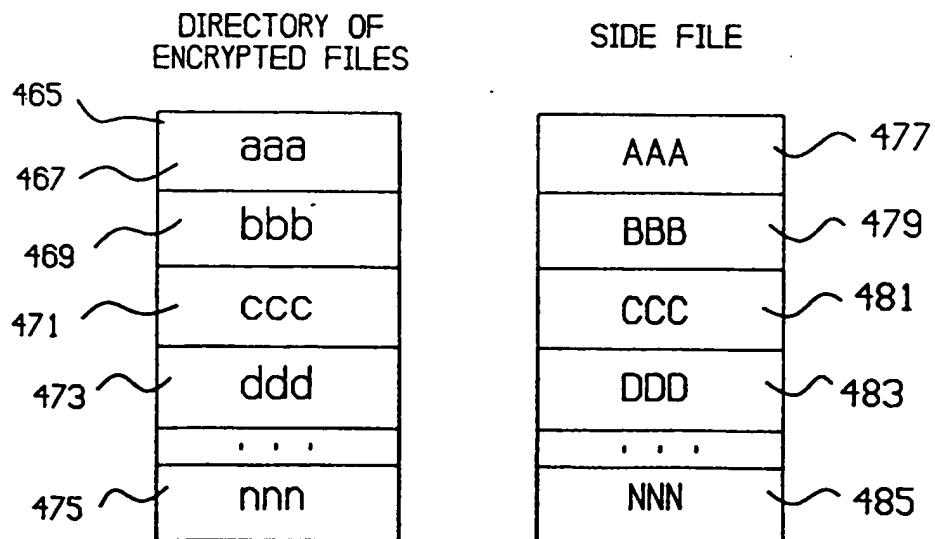 DIRECTORY OF
ENCRYPTED FILES
SIDE FILE
465
aaa
AAA
477
467
bbb
BBB
479
469
ccc
CCC
481
471
ddd
DDD
483
473
. . .
. . .
nnn
NNN
475
485